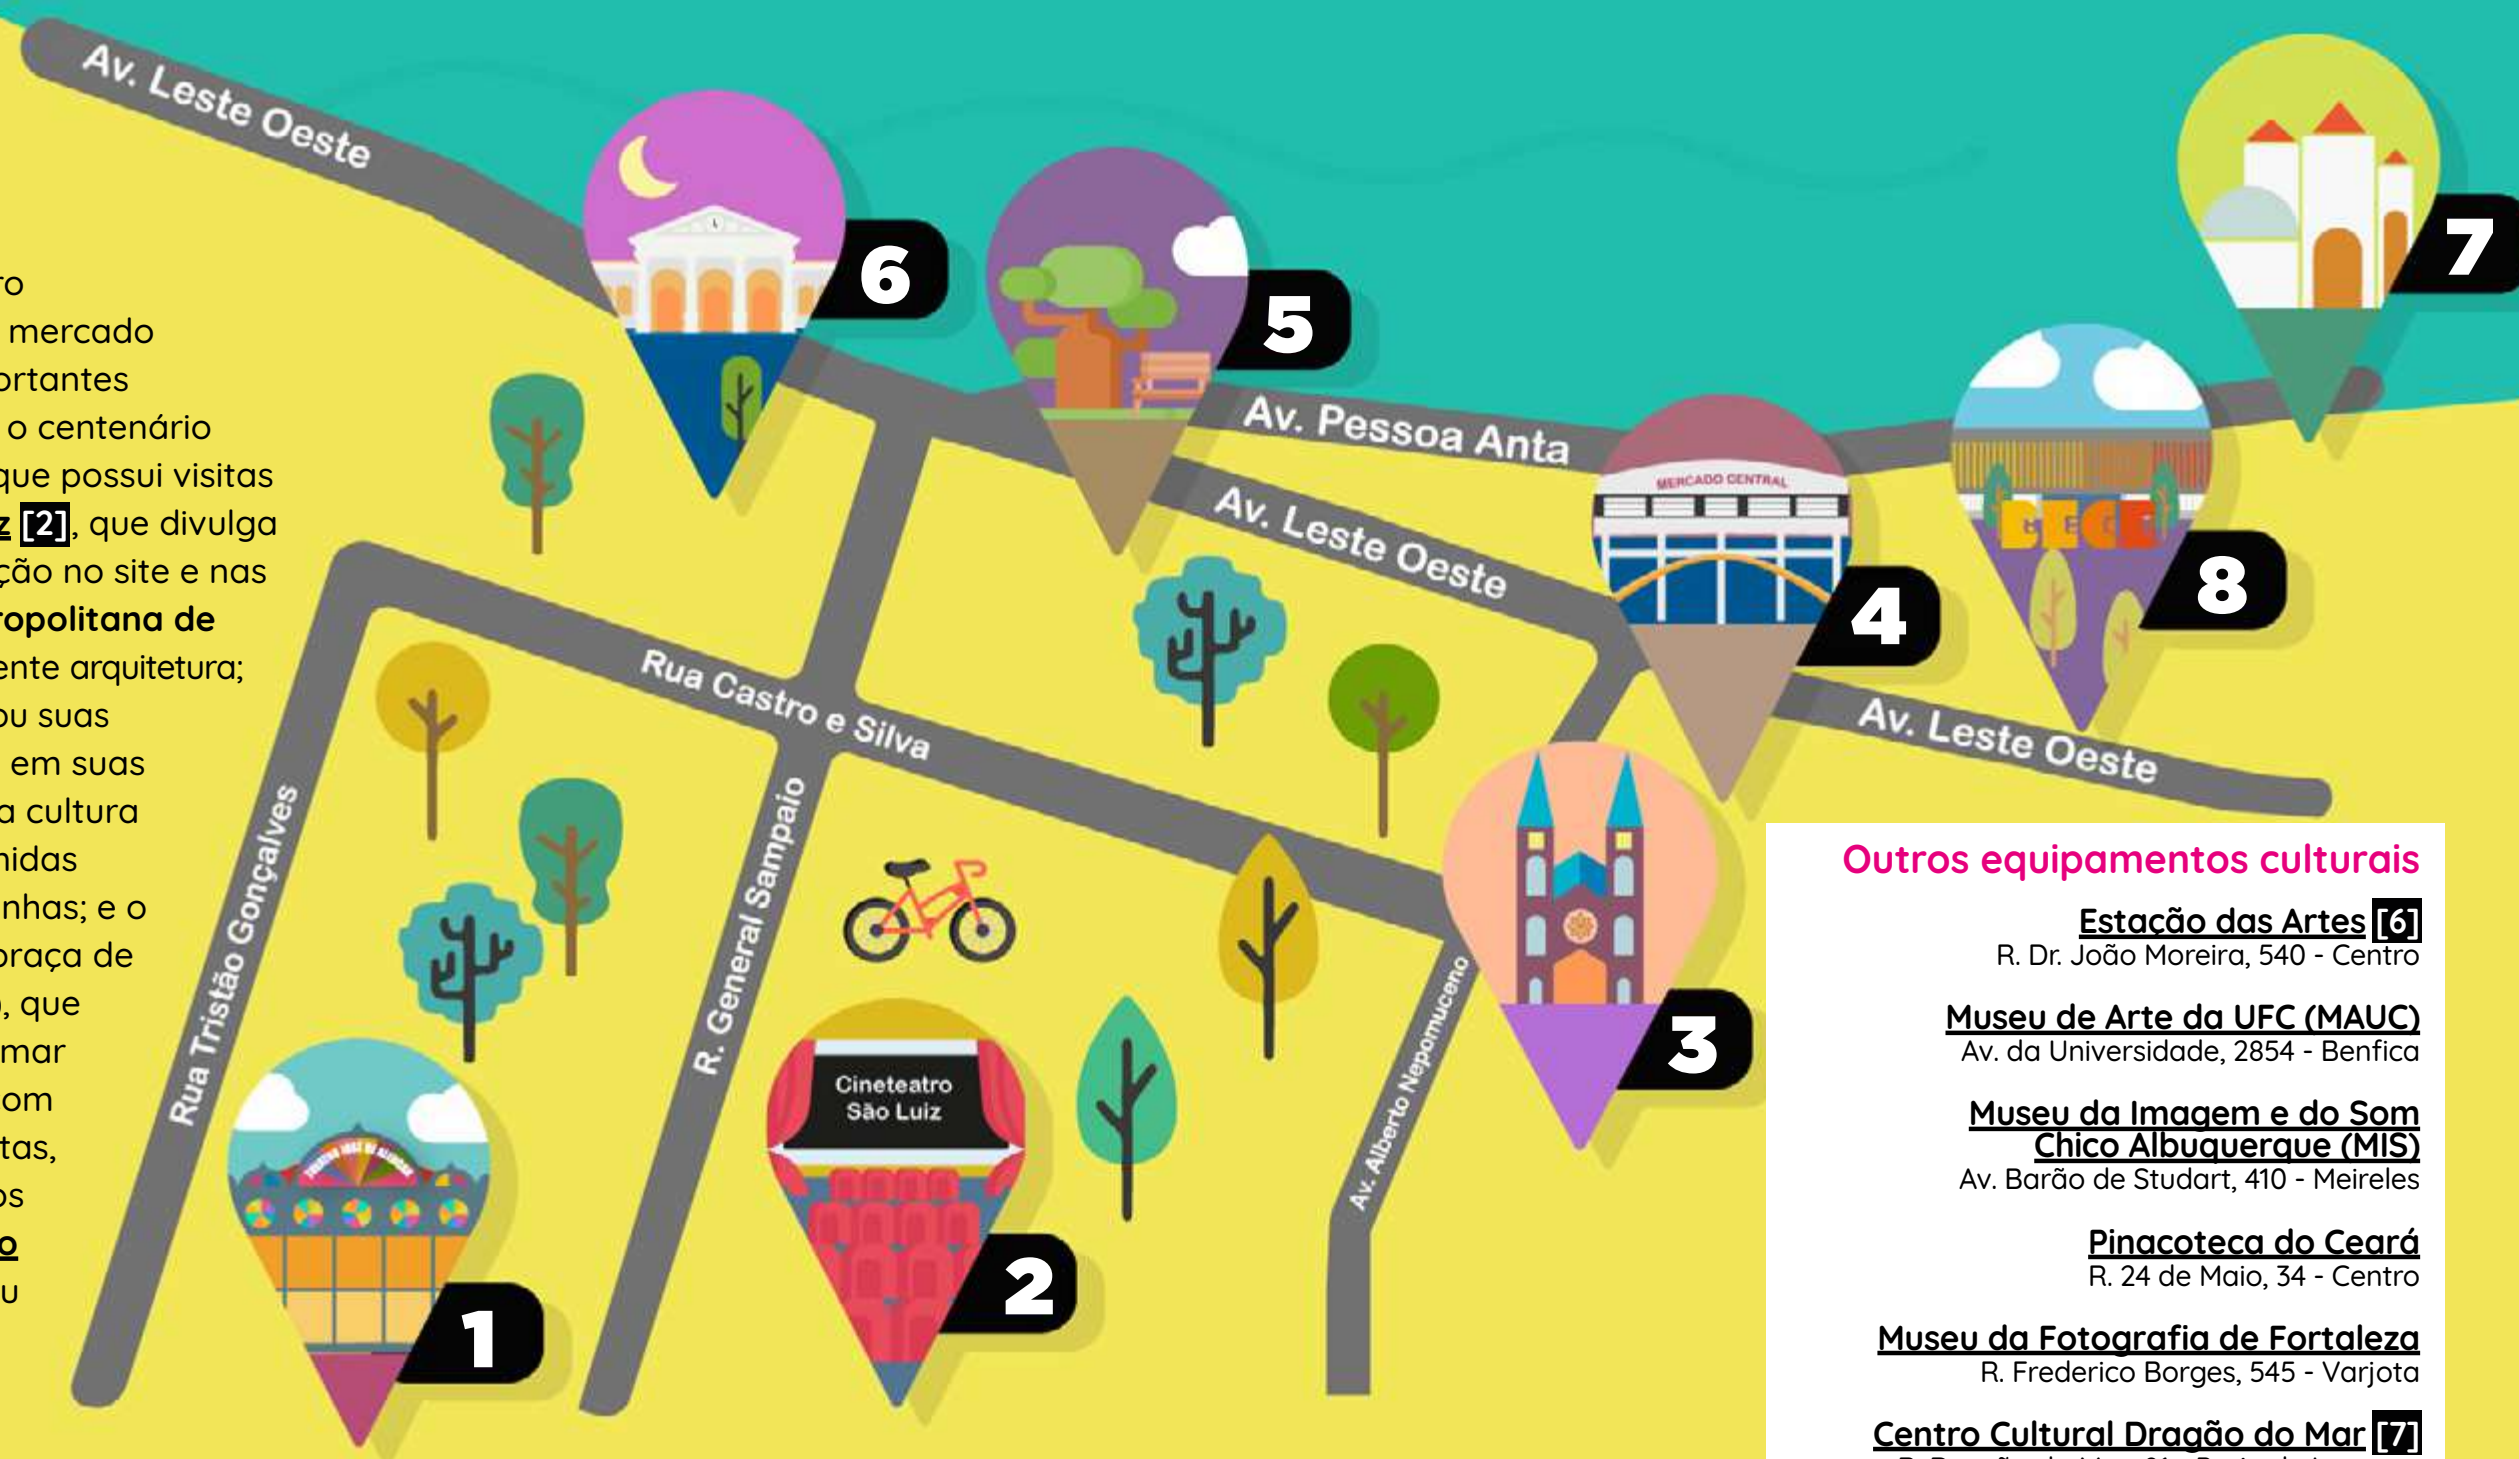 ro
mercado
ortantes
o centenário
que possui visitas
z [2], que divulga
ção no site e nas
ropolitana de
ente arquitetura;
ou suas
em suas
a cultura
nidas
nhas; e o
praça de
, que
mar
om
tas,
os
o
u
Av. Leste Oeste
6
5
7
Av. Pessoa Anta
Av. Leste Oeste
MERCADO CENTRAL
4
BECE
8
Rua Castro e Silva
Av. Leste Oeste
Rua Tristão Gonçalves
R. General Sampaio
Av. Alberto Nepomuceno
3
Cineteatro
São Luiz
2
THEATRO JOSÉ DE ALENCAR
1
Outros equipamentos culturais
Estação das Artes [6]
R. Dr. João Moreira, 540 - Centro
Museu de Arte da UFC (MAUC)
Av. da Universidade, 2854 - Benfica
Museu da Imagem e do Som
Chico Albuquerque (MIS)
Av. Barão de Studart, 410 - Meireles
Pinacoteca do Ceará
R. 24 de Maio, 34 - Centro
Museu da Fotografia de Fortaleza
R. Frederico Borges, 545 - Varjota
Centro Cultural Dragão do Mar [7]